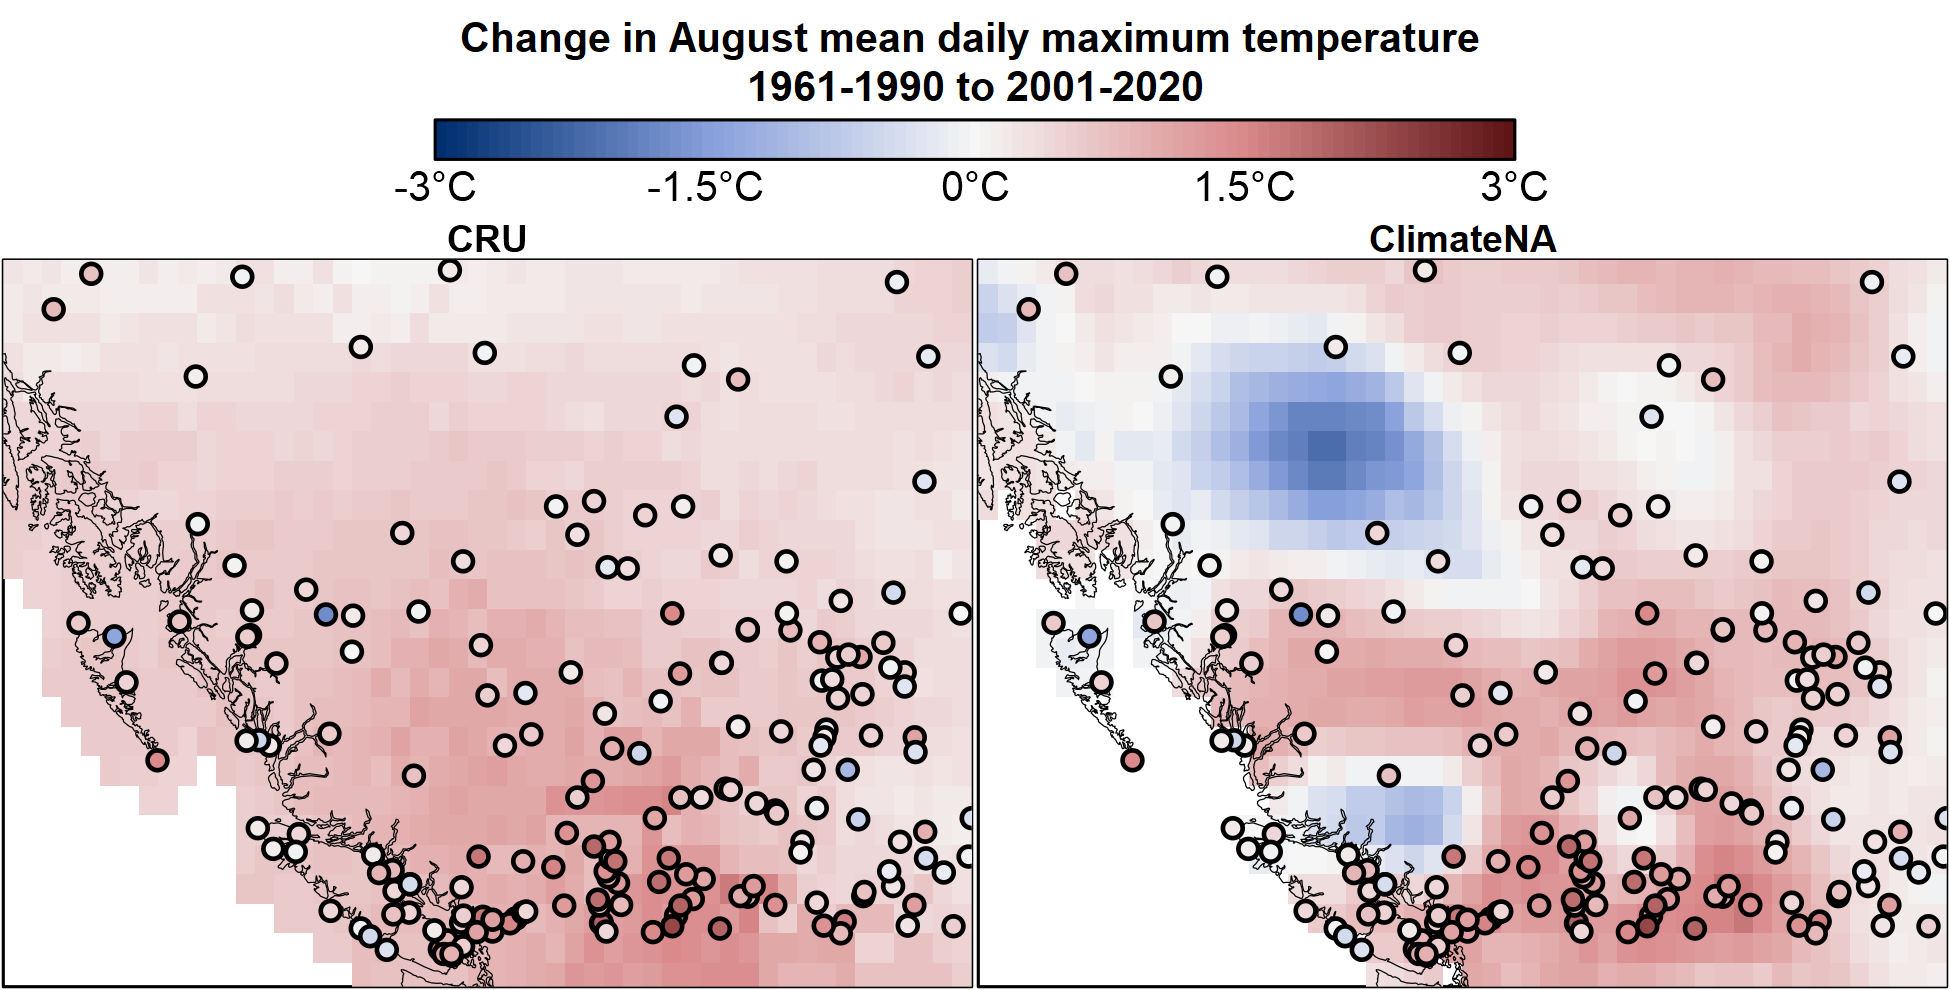 Change in August mean daily maximum temperature
1961-1990 to 2001-2020
-3°C -1.5°C 0°C 1.5°C 3°C
CRU ClimateNA